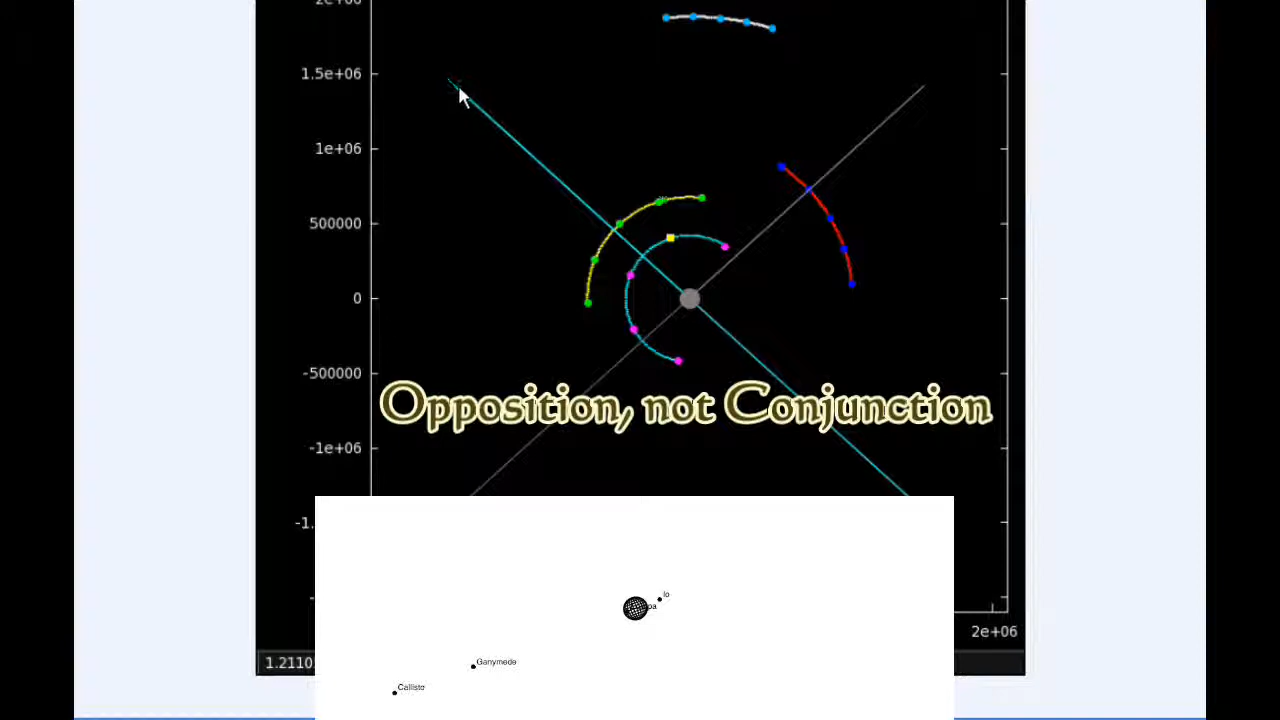 1.5e+06
1e+06
500000
0
-500000
Opposition, not Conjunction
-1e+06
Io
Ganymede
Callisto
2e+06